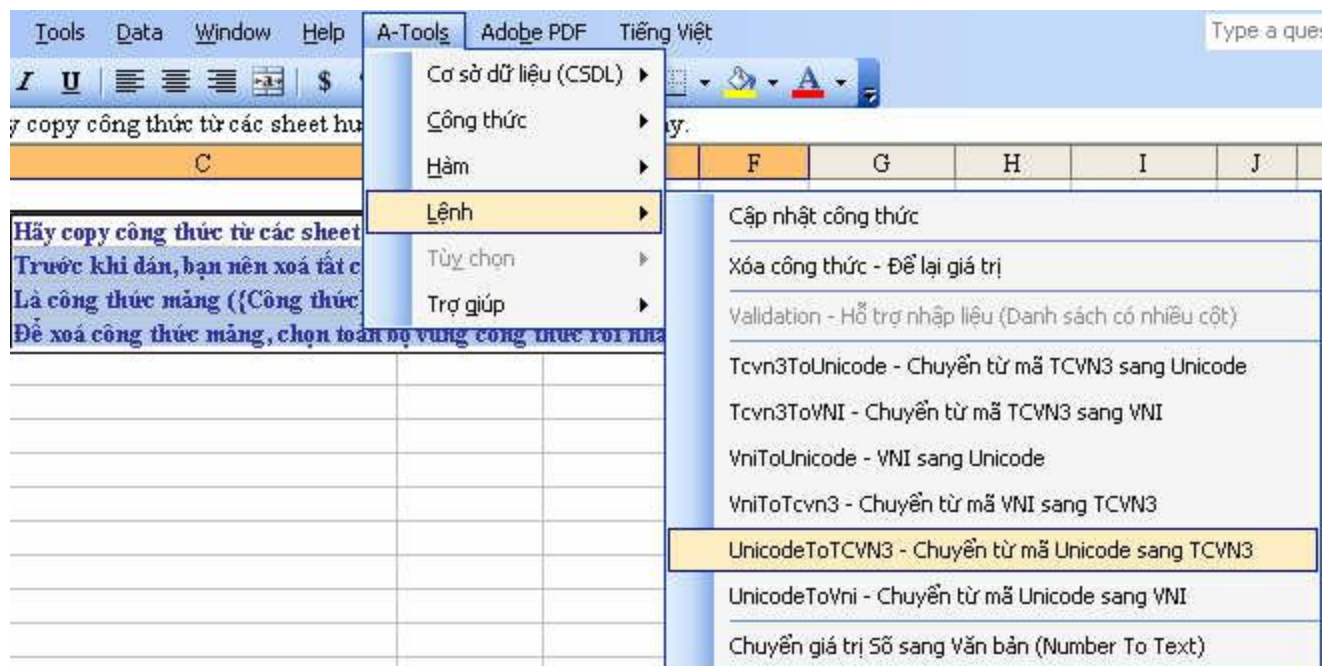 Tools Data Window Help A-Tools Adobe PDF Tiếng Việt Type a ques
I U $ A
y copy công thức từ các sheet hu ay.
C F G H I J
Hãy copy công thức từ các sheet
Trước khi dán, bạn nên xoá tất c
Là công thức mảng ({Công thức
Để xoá công thức mảng, chọn toàn bộ vùng công thức rồi nhấ
Cơ sở dữ liệu (CSDL)
Công thức
Hàm
Lệnh
Tùy chọn
Trợ giúp
Cập nhật công thức
Xóa công thức - Để lại giá trị
Validation - Hỗ trợ nhập liệu (Danh sách có nhiều cột)
Tcvn3ToUnicode - Chuyển từ mã TCVN3 sang Unicode
Tcvn3ToVNI - Chuyển từ mã TCVN3 sang VNI
VniToUnicode - VNI sang Unicode
VniToTcvn3 - Chuyển từ mã VNI sang TCVN3
UnicodeToTCVN3 - Chuyển từ mã Unicode sang TCVN3
UnicodeToVni - Chuyển từ mã Unicode sang VNI
Chuyển giá trị Số sang Văn bản (Number To Text)